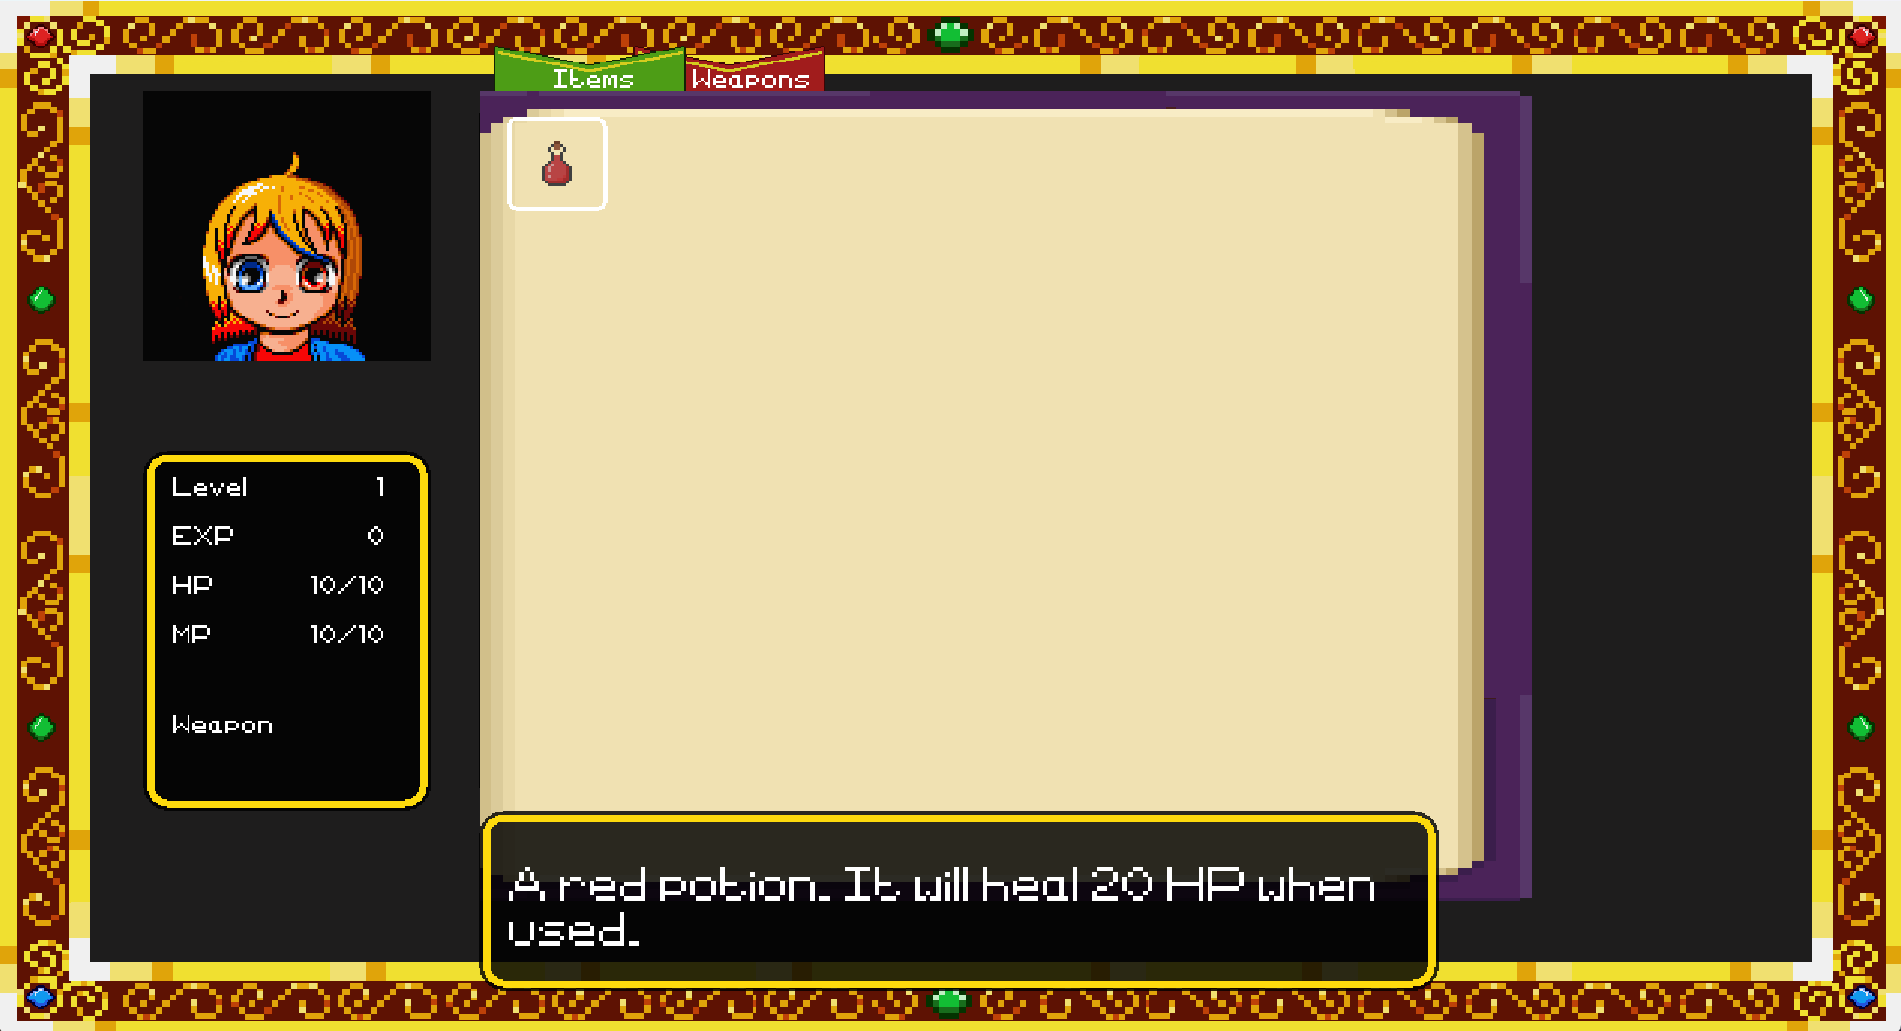 Items Weapons
Level 1
EXP 0
HP 10/10
MP 10/10
Weapon
A red potion. It will heal 20 HP when
used.